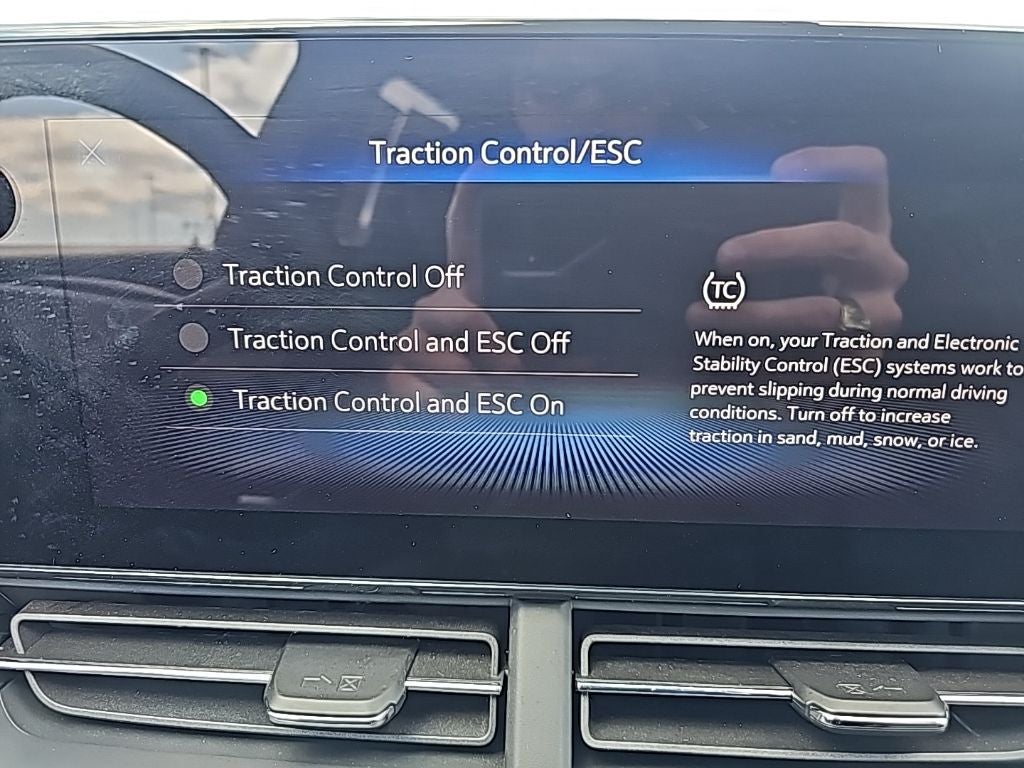 Traction Control/ESC
Traction Control Off
Traction Control and ESC Off
Traction Control and ESC On
TC
When on, your Traction and Electronic
Stability Control (ESC) systems work to
prevent slipping during normal driving
conditions. Turn off to increase
traction in sand, mud, snow, or ice.